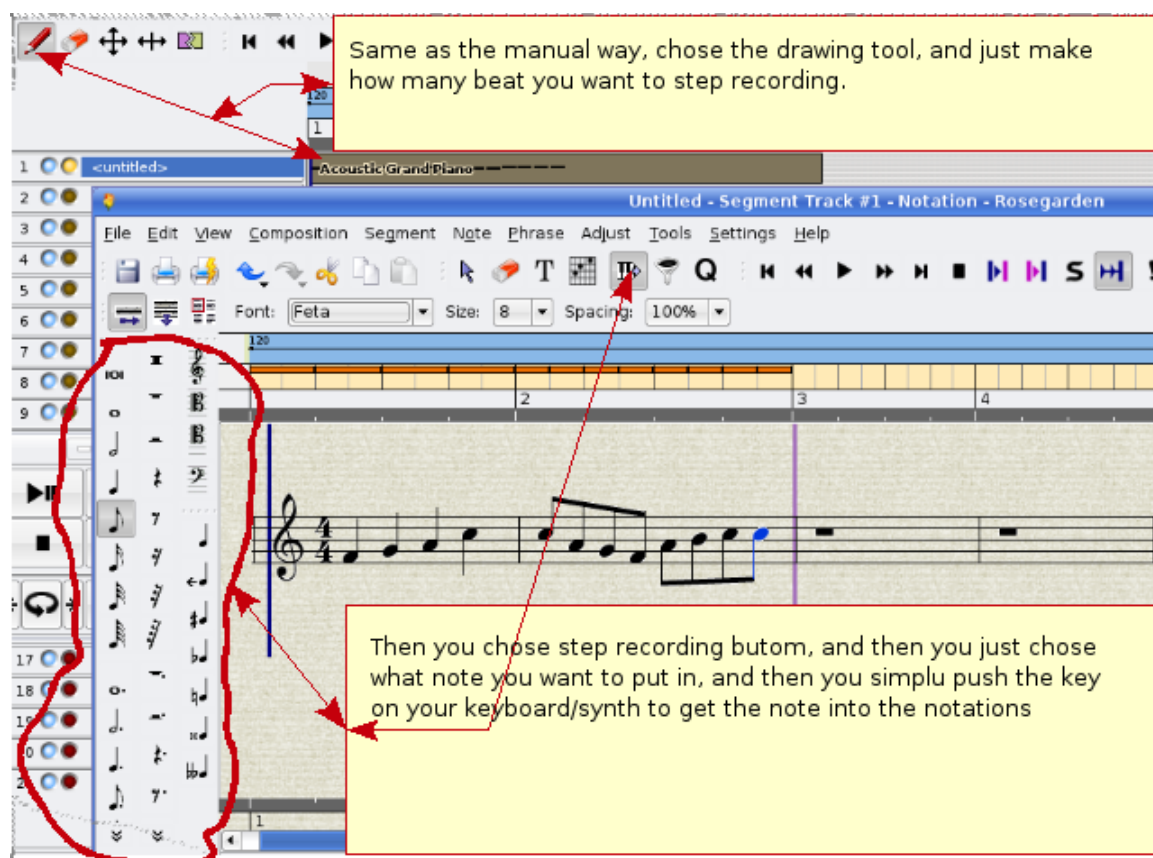 Same as the manual way, chose the drawing tool, and just make
how many beat you want to step recording.
120
1
1
<untitled>
Acoustic Grand Piano
2
Untitled - Segment Track #1 - Notation - Rosegarden
3
File Edit View Composition Segment Note Phrase Adjust Tools Settings Help
4
T
Q
S
5
6
Font: Feta Size: 8 Spacing: 100%
7
120
8
9
2 3 4
4
4
Then you chose step recording butom, and then you just chose
what note you want to put in, and then you simplu push the key
on your keyboard/synth to get the note into the notations
17
18
19
1